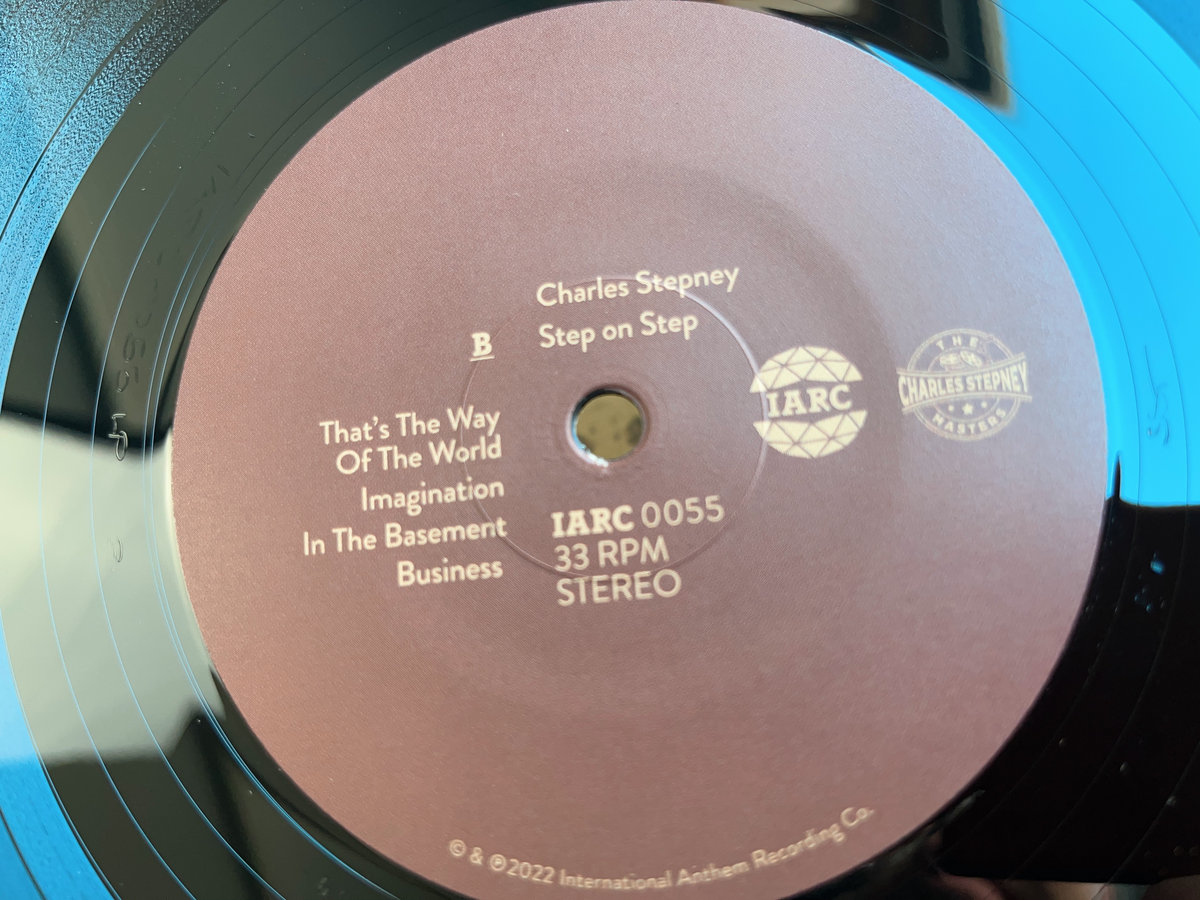 Charles Stepney
Step on Step
B
That's The Way
Of The World
Imagination
In The Basement
Business
IARC 0055
33 RPM
STEREO
IARC
THE
CHARLES STEPNEY
MASTERS
© & ℗2022 International Anthem Recording Co.